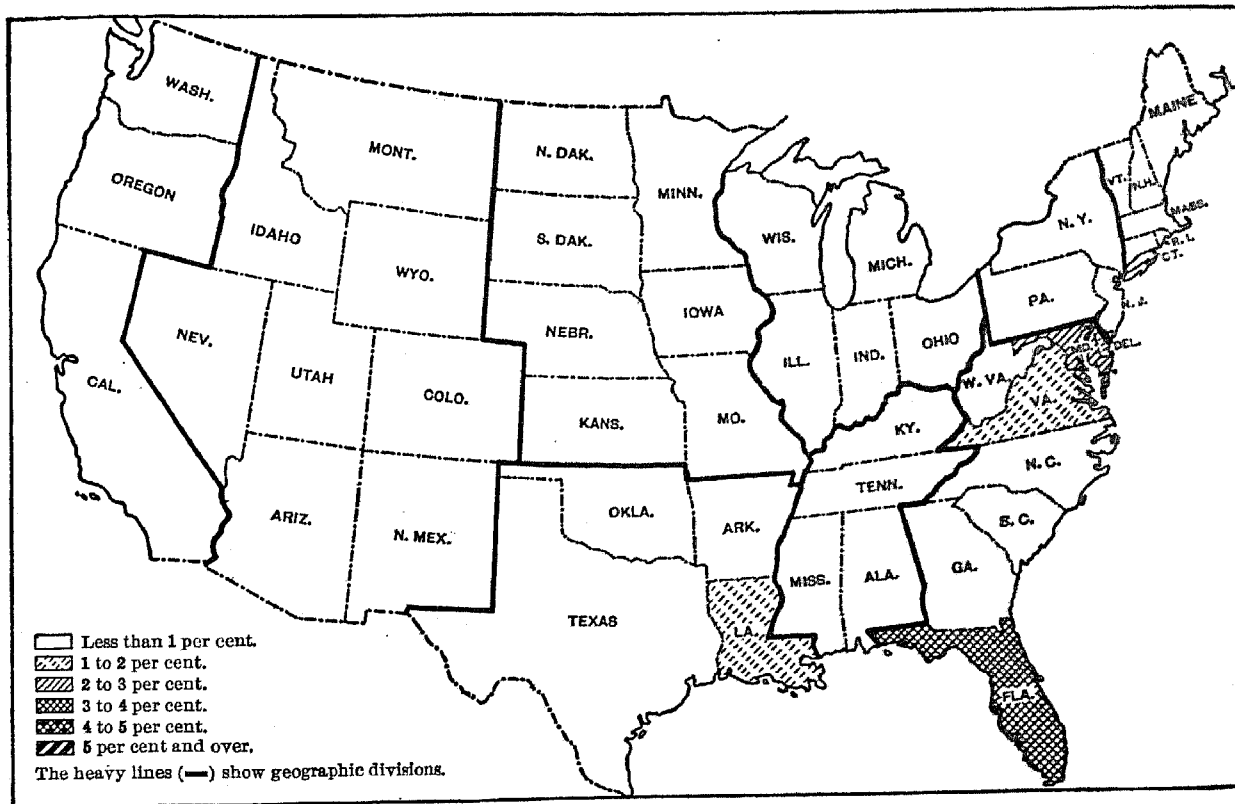 WASH.
OREGON
CAL.
IDAHO
NEV.
MONT.
WYO.
UTAH
COLO.
ARIZ.
N. MEX.
N. DAK.
S. DAK.
NEBR.
KANS.
OKLA.
TEXAS
MINN.
IOWA
MO.
ARK.
LA.
WIS.
MICH.
ILL.
IND.
OHIO
KY.
TENN.
MISS.
ALA.
GA.
FLA.
S. C.
N. C.
VA.
W. VA.
MD.
DEL.
PA.
N. J.
N. Y.
CT.
R. I.
MASS.
VT.
N.H.
MAINE
Less than 1 per cent.
1 to 2 per cent.
2 to 3 per cent.
3 to 4 per cent.
4 to 5 per cent.
5 per cent and over.
The heavy lines (━) show geographic divisions.